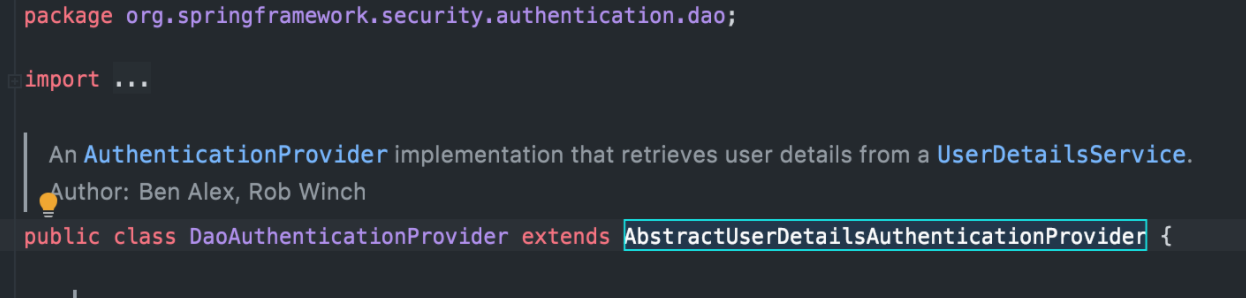 package org.springframework.security.authentication.dao;
import ...
An AuthenticationProvider implementation that retrieves user details from a UserDetailsService.
Author: Ben Alex, Rob Winch
public class DaoAuthenticationProvider extends AbstractUserDetailsAuthenticationProvider {